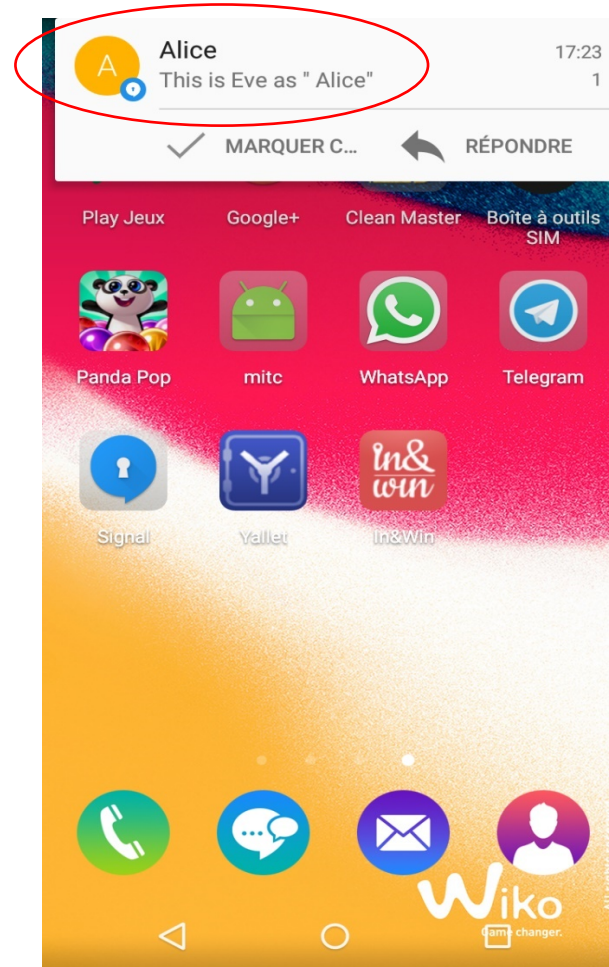 A
Alice
17:23
This is Eve as " Alice"
1
MARQUER C...
RÉPONDRE
Play Jeux
Google+
Clean Master
Boîte à outils
SIM
Panda Pop
mitc
WhatsApp
Telegram
in&
win
Signal
Yallet
In&Win
Wiko
Game changer.